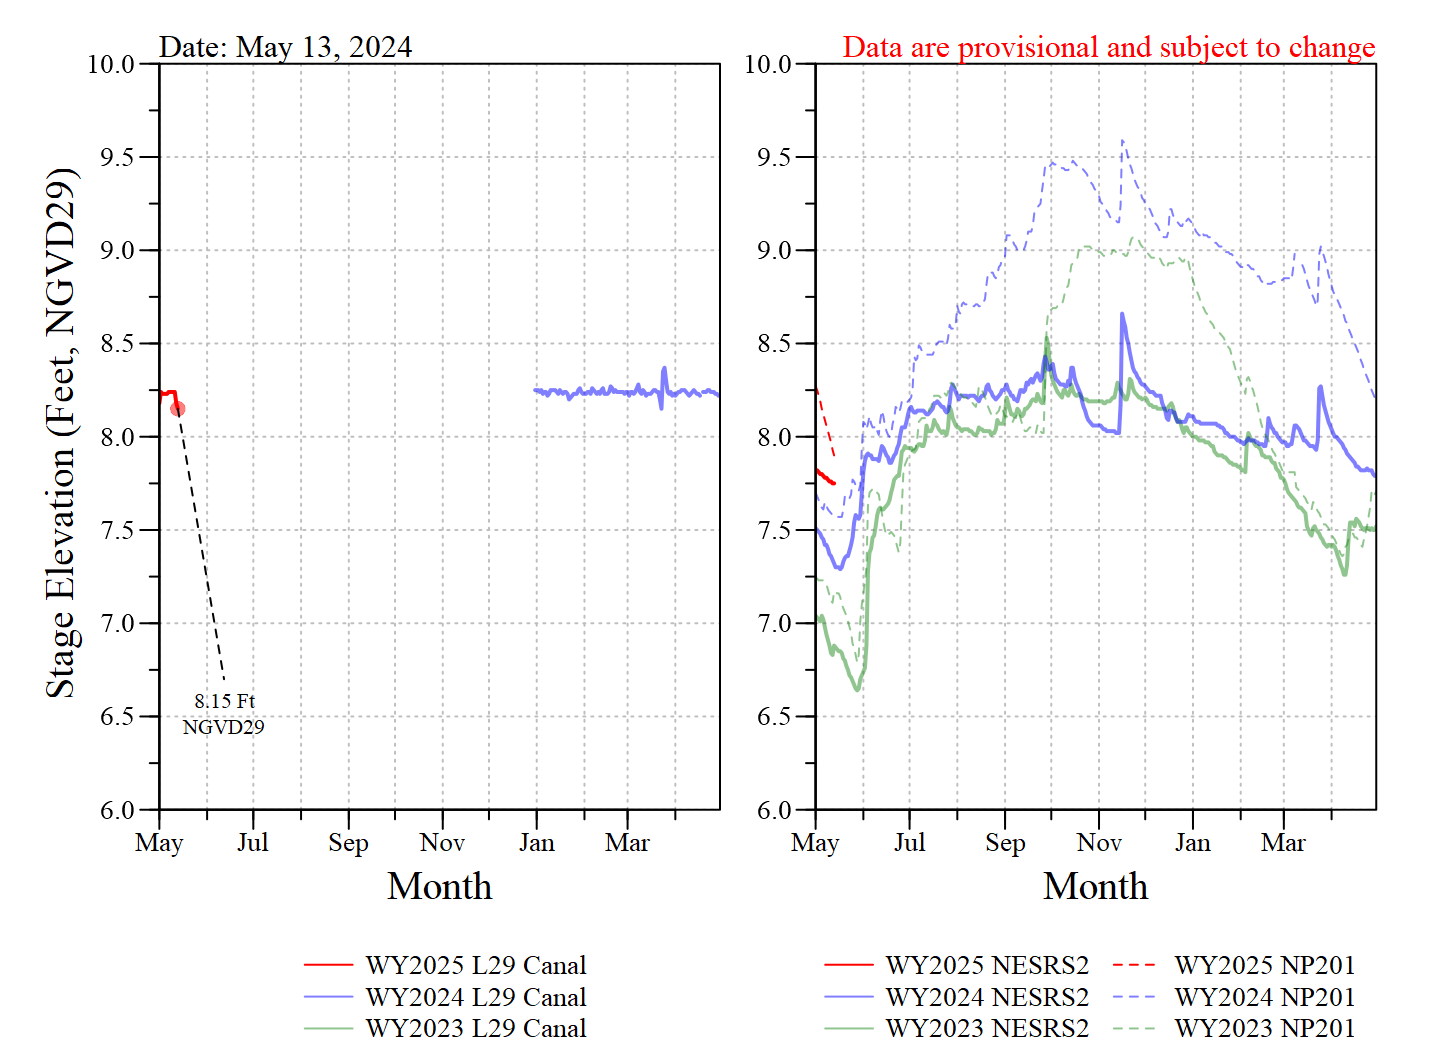 Date: May 13, 2024
Data are provisional and subject to change
Stage Elevation (Feet, NGVD29)
10.0
9.5
9.0
8.5
8.0
7.5
7.0
6.5
6.0
8.15 Ft
NGVD29
May Jul Sep Nov Jan Mar
Month
10.0
9.5
9.0
8.5
8.0
7.5
7.0
6.5
6.0
May Jul Sep Nov Jan Mar
Month
WY2025 L29 Canal
WY2024 L29 Canal
WY2023 L29 Canal
WY2025 NESRS2 WY2025 NP201
WY2024 NESRS2 WY2024 NP201
WY2023 NESRS2 WY2023 NP201